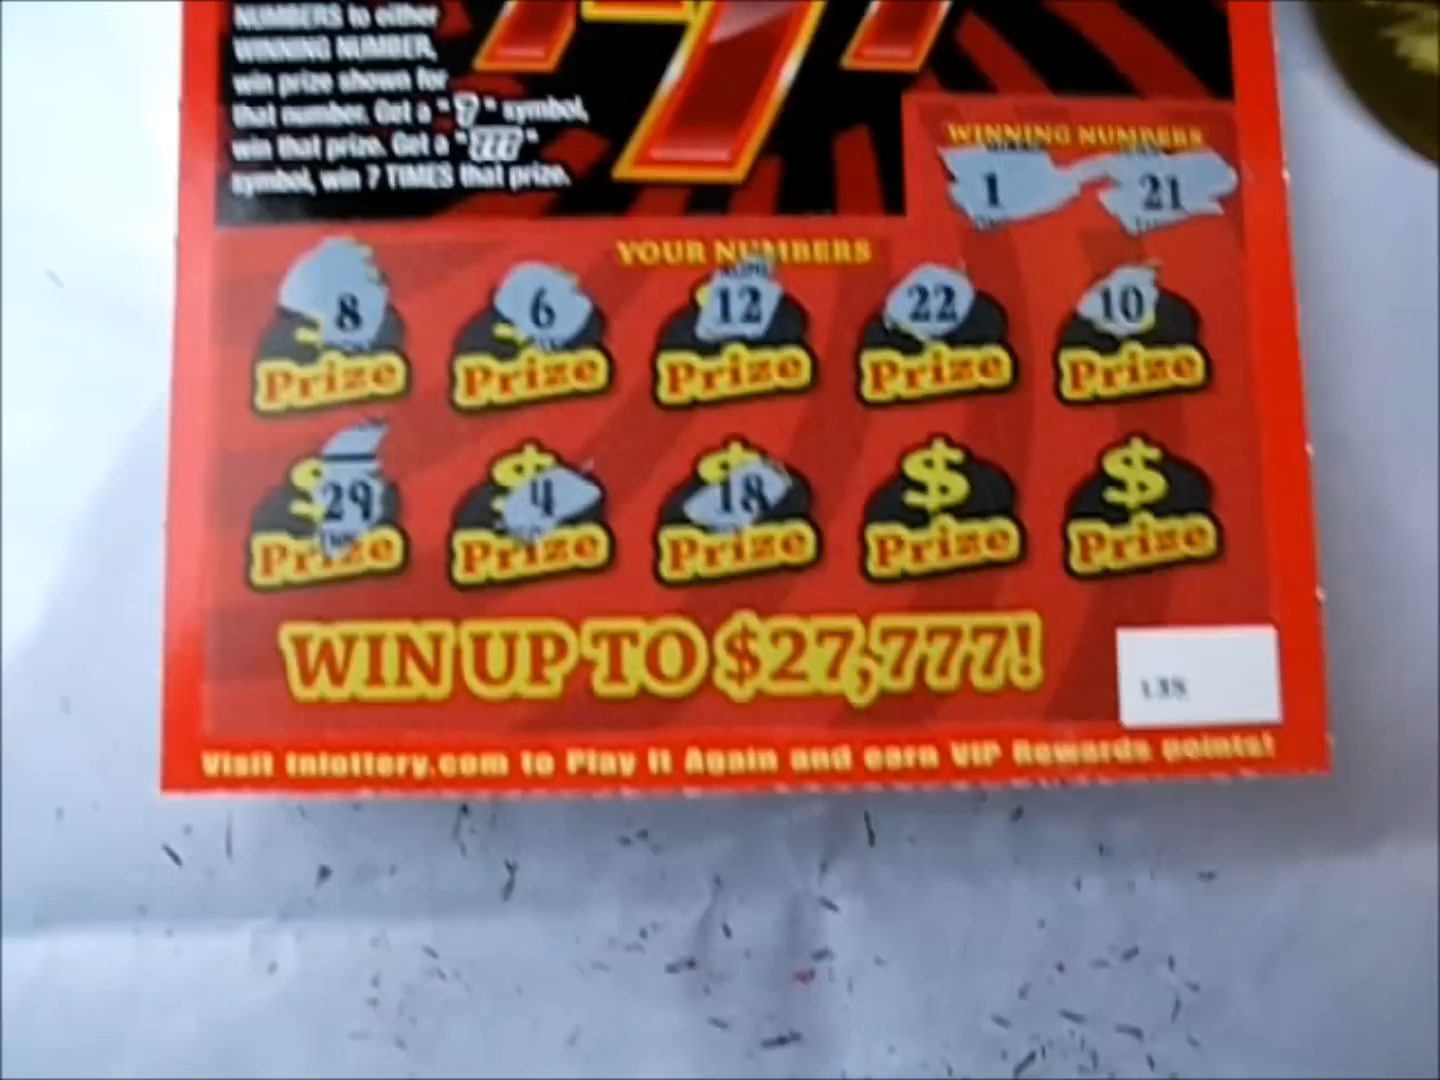 NUMBERS to either
WINNING NUMBER,
win prize shown for
that number. Get a "7" symbol,
win that prize. Get a "777"
symbol, win 7 TIMES that prize.
WINNING NUMBERS
1 21
YOUR NUMBERS
8 6 12 22 10
Prize Prize Prize Prize Prize
$29 $4 $18 $ $
Prize Prize Prize Prize Prize
WIN UP TO $27,777!
138
Visit tnlottery.com to Play It Again and earn VIP Rewards points!